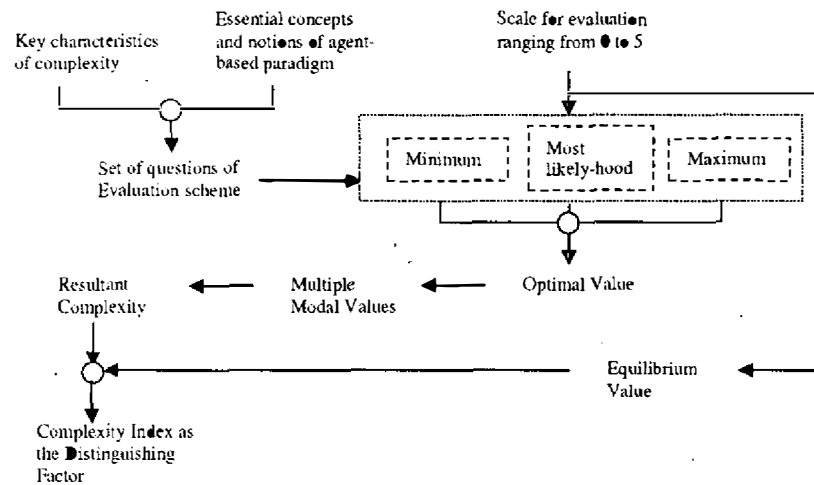 Key characteristics
of complexity
Essential concepts
and notions of agent-
based paradigm
Scale for evaluation
ranging from 0 to 5
Set of questions of
Evaluation scheme
Minimum
Most
likely-hood
Maximum
Resultant
Complexity
Multiple
Modal Values
Optimal Value
Equilibrium
Value
Complexity Index as
the Distinguishing
Factor